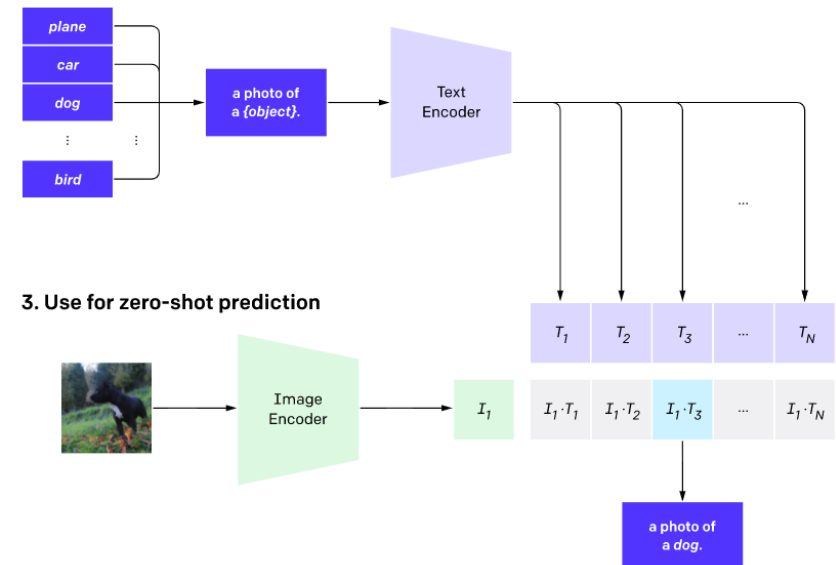 plane
car
dog
⋮ ⋮
bird
a photo of
a {object}.
Text
Encoder
...
3. Use for zero-shot prediction
T1 T2 T3 ... TN
Image
Encoder
I1
I1·T1 I1·T2 I1·T3 ... I1·TN
a photo of
a dog.